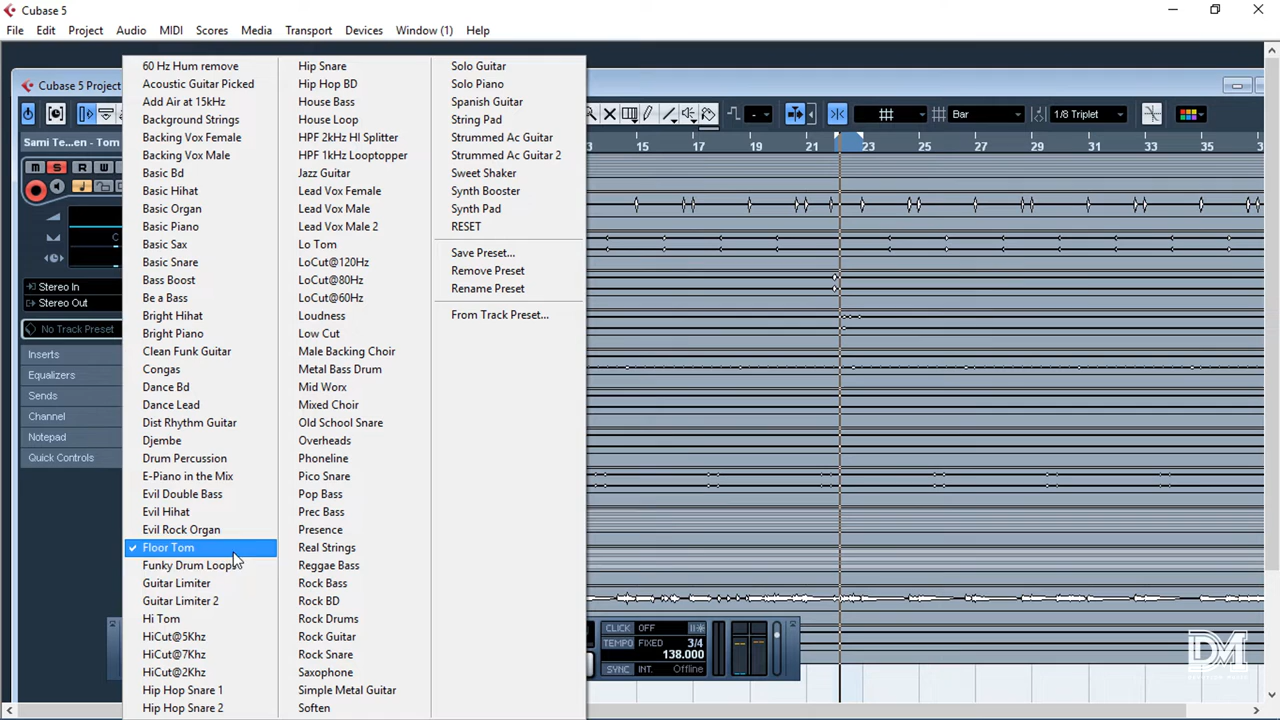 Cubase 5
File Edit Project Audio MIDI Scores Media Transport Devices Window (1) Help
Cubase 5 Project
Bar
1/8 Triplet
Sami Te...en - Tom
M S R W
15 17 19 21 23 25 27 29 31 33 35
C
Stereo In
Stereo Out
No Track Preset
Inserts
Equalizers
Sends
Channel
Notepad
Quick Controls
60 Hz Hum remove
Acoustic Guitar Picked
Add Air at 15kHz
Background Strings
Backing Vox Female
Backing Vox Male
Basic Bd
Basic Hihat
Basic Organ
Basic Piano
Basic Sax
Basic Snare
Bass Boost
Be a Bass
Bright Hihat
Bright Piano
Clean Funk Guitar
Congas
Dance Bd
Dance Lead
Dist Rhythm Guitar
Djembe
Drum Percussion
E-Piano in the Mix
Evil Double Bass
Evil Hihat
Evil Rock Organ
Floor Tom
Funky Drum Loops
Guitar Limiter
Guitar Limiter 2
Hi Tom
HiCut@5Khz
HiCut@7Khz
HiCut@2Khz
Hip Hop Snare 1
Hip Hop Snare 2
Hip Snare
Hip Hop BD
House Bass
House Loop
HPF 2kHz HI Splitter
HPF 1kHz Looptopper
Jazz Guitar
Lead Vox Female
Lead Vox Male
Lead Vox Male 2
Lo Tom
LoCut@120Hz
LoCut@80Hz
LoCut@60Hz
Loudness
Low Cut
Male Backing Choir
Metal Bass Drum
Mid Worx
Mixed Choir
Old School Snare
Overheads
Phoneline
Pico Snare
Pop Bass
Prec Bass
Presence
Real Strings
Reggae Bass
Rock Bass
Rock BD
Rock Drums
Rock Guitar
Rock Snare
Saxophone
Simple Metal Guitar
Soften
Solo Guitar
Solo Piano
Spanish Guitar
String Pad
Strummed Ac Guitar
Strummed Ac Guitar 2
Sweet Shaker
Synth Booster
Synth Pad
RESET
Save Preset...
Remove Preset
Rename Preset
From Track Preset...
CLICK OFF
TEMPO FIXED 3/4
138.000
SYNC INT. Offline
DM